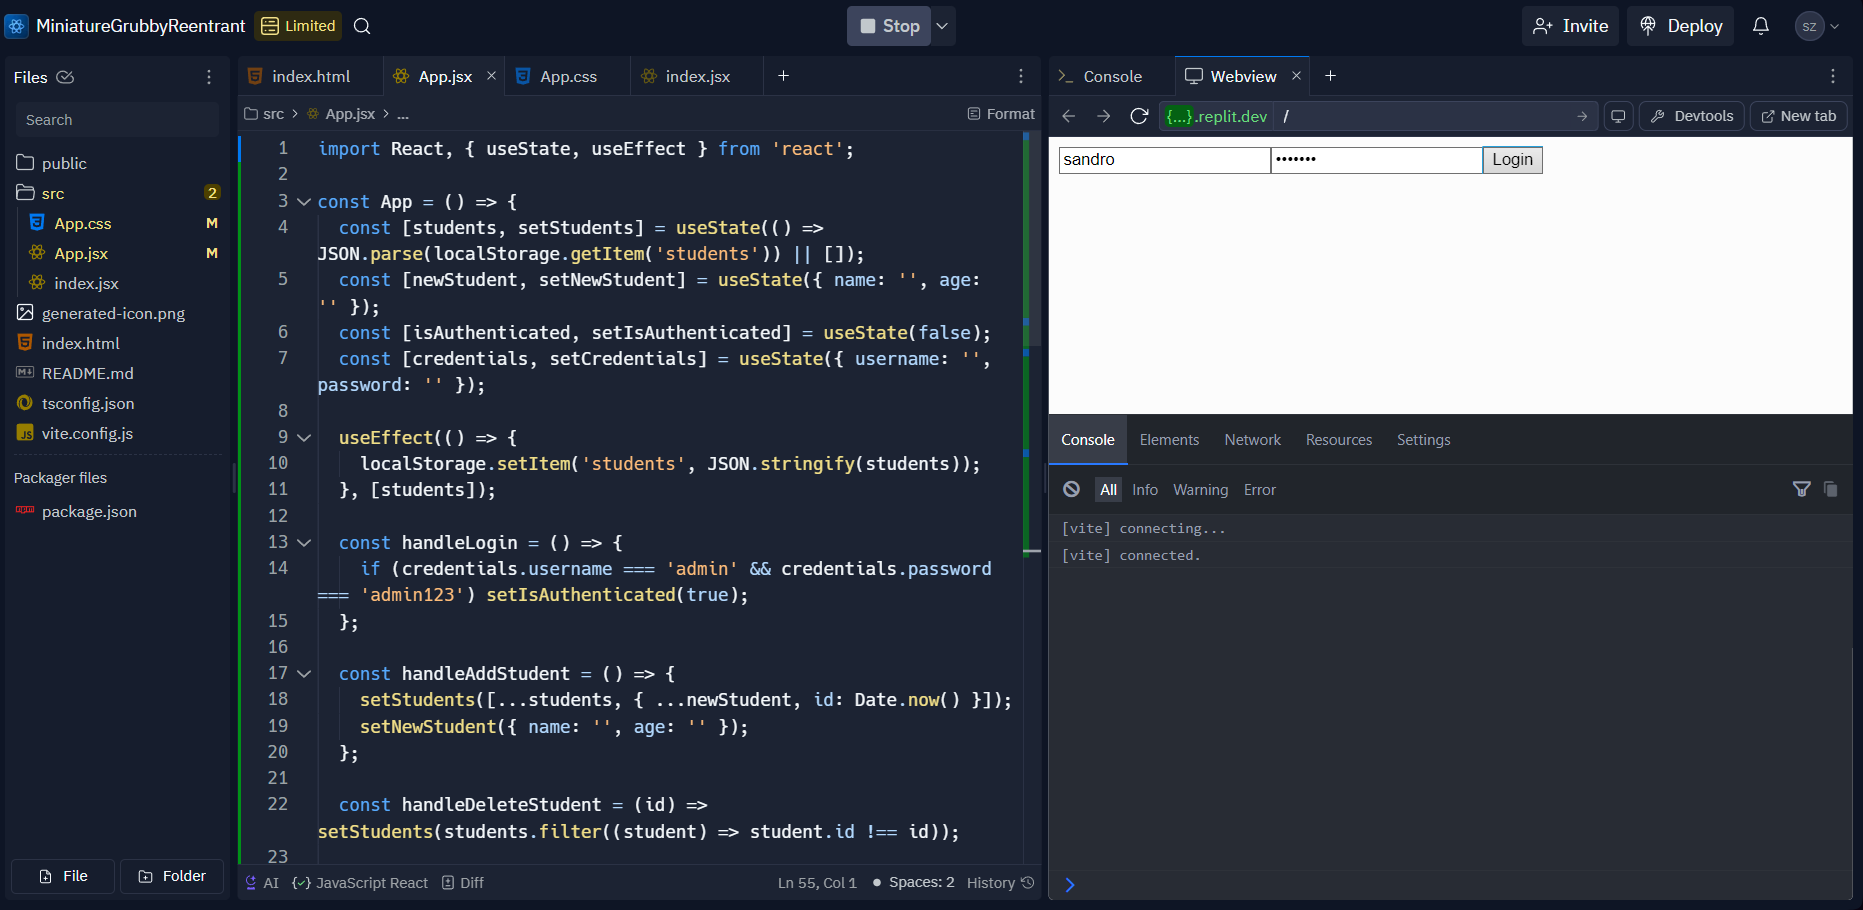 MiniatureGrubbyReentrant Limited Stop Invite Deploy SZ
Files
Search
public
src 2
App.css M
App.jsx M
index.jsx
generated-icon.png
index.html
README.md
tsconfig.json
vite.config.js
Packager files
package.json
File Folder
index.html App.jsx App.css index.jsx
src > App.jsx > ... Format
1 import React, { useState, useEffect } from 'react';
2
3 const App = () => {
4 const [students, setStudents] = useState(() =>
JSON.parse(localStorage.getItem('students')) || []);
5 const [newStudent, setNewStudent] = useState({ name: '', age:
'' });
6 const [isAuthenticated, setIsAuthenticated] = useState(false);
7 const [credentials, setCredentials] = useState({ username: '',
password: '' });
8
9 useEffect(() => {
10 localStorage.setItem('students', JSON.stringify(students));
11 }, [students]);
12
13 const handleLogin = () => {
14 if (credentials.username === 'admin' && credentials.password
=== 'admin123') setIsAuthenticated(true);
15 };
16
17 const handleAddStudent = () => {
18 setStudents([...students, { ...newStudent, id: Date.now() }]);
19 setNewStudent({ name: '', age: '' });
20 };
21
22 const handleDeleteStudent = (id) =>
setStudents(students.filter((student) => student.id !== id));
23
AI JavaScript React Diff Ln 55, Col 1 Spaces: 2 History
Console Webview
{...}.replit.dev / Devtools New tab
sandro ••••••• Login
Console Elements Network Resources Settings
All Info Warning Error
[vite] connecting...
[vite] connected.